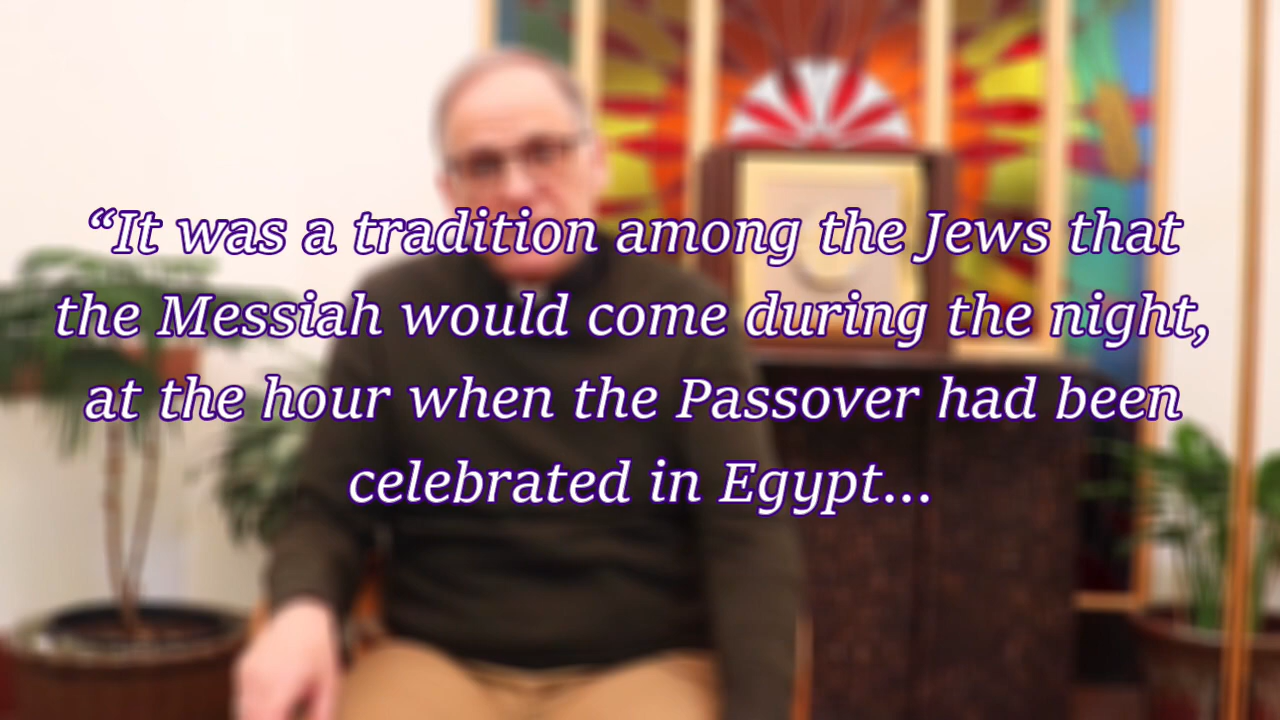 “It was a tradition among the Jews that
the Messiah would come during the night,
at the hour when the Passover had been
celebrated in Egypt...